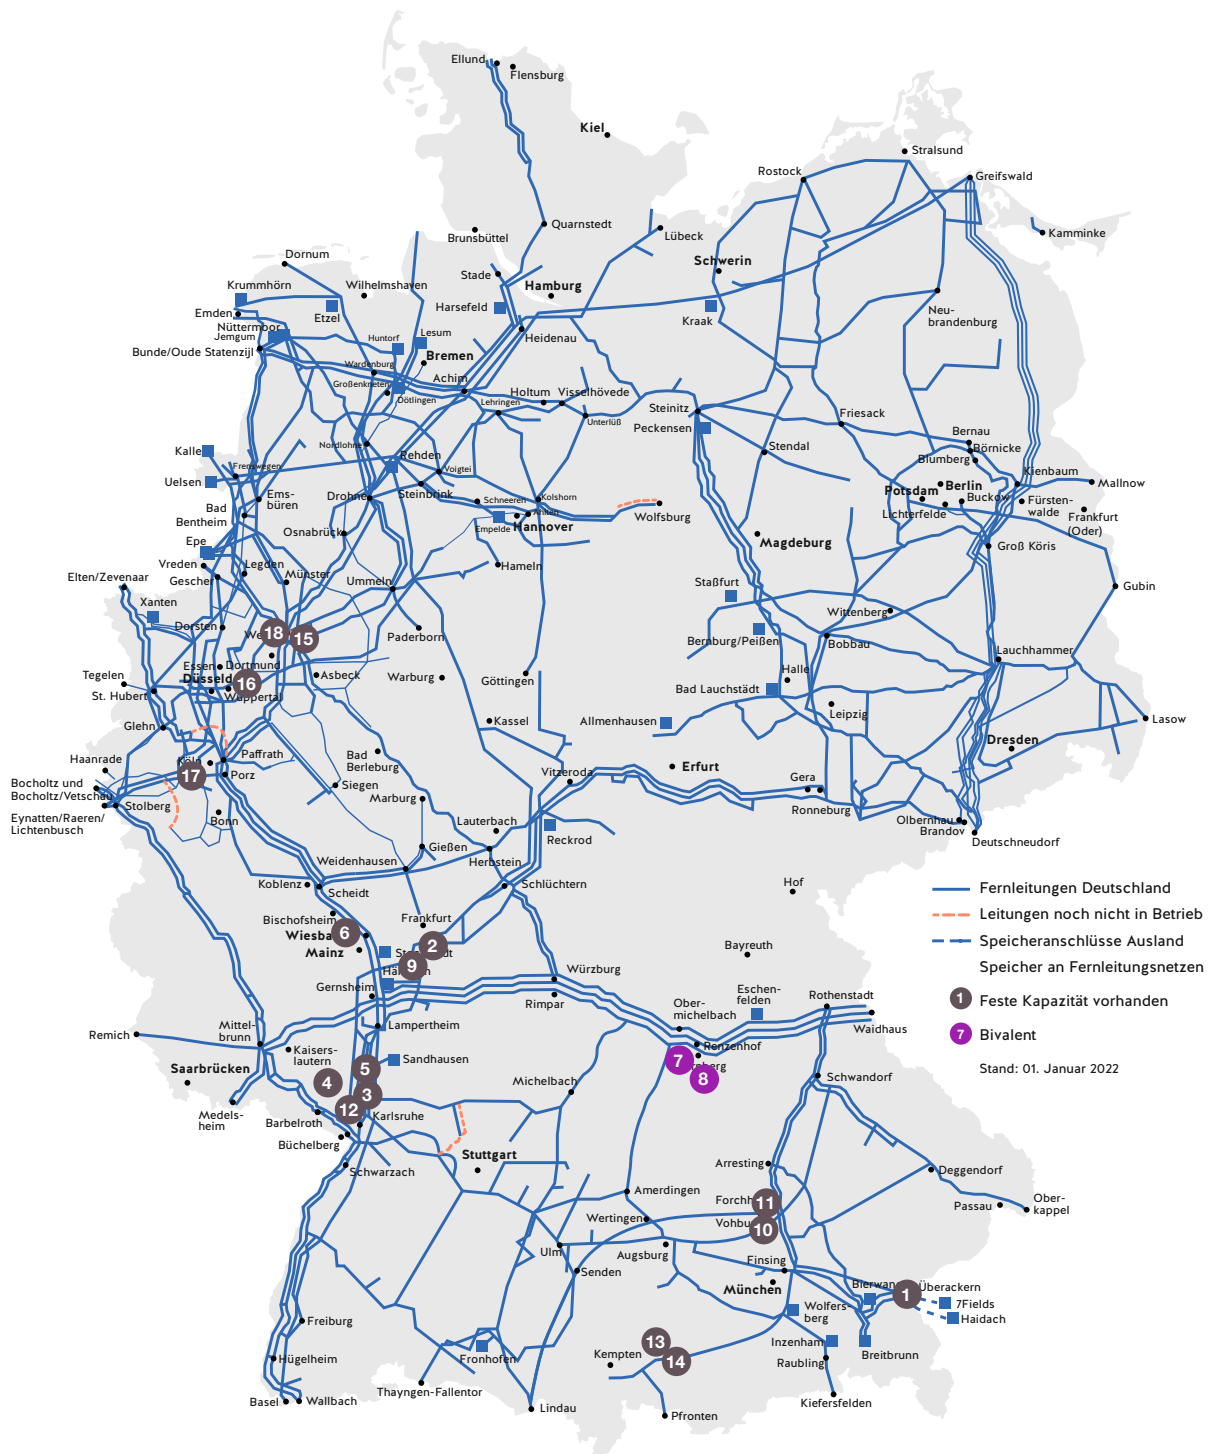 Ellund
Flensburg
Kiel
Stralsund
Rostock
Greifswald
Quarnstedt
Brunsbüttel
Lübeck
Kamminke
Dornum
Schwerin
Stade
Krummhörn
Wilhelmshaven
Hamburg
Harsefeld
Emden
Etzel
Kraak
Neu-
brandenburg
Nüttermoor
Jemgum
Huntorf
Lesum
Heidenau
Bunde/Oude Statenzijl
Bremen
Wardenburg
Achim
Großenkneten
Dötlingen
Holtum
Visselhövede
Lehringen
Steinitz
Friesack
Unterlüß
Peckensen
Bernau
Börnicke
Blumberg
Nordlohne
Stendal
Kalle
Rehden
Frenswegen
Voigtei
Kienbaum
Uelsen
Mallnow
Berlin
Potsdam
Buckow
Ems-
büren
Drohne
Steinbrink
Schneeren
Kolshorn
Lichterfelde
Fürsten-
walde
Bad
Bentheim
Ahlten
Wolfsburg
Frankfurt
(Oder)
Empelde
Hannover
Osnabrück
Magdeburg
Epe
Groß Köris
Vreden
Legden
Hameln
Elten/Zevenaar
Gescher
Münster
Ummeln
Staßfurt
Gubin
Xanten
Wittenberg
Dorsten
18
15
Paderborn
Bernburg/Peißen
Bobbau
Lauchhammer
Essen
Dortmund
Tegelen
16
Asbeck
Warburg
Göttingen
Halle
St. Hubert
Wuppertal
Bad Lauchstädt
Leipzig
Glehn
Kassel
Allmenhausen
Lasow
Dresden
Paffrath
Bad
Berleburg
Haanrade
Köln
17
Porz
Vitzeroda
Erfurt
Gera
Bocholtz und
Bocholtz/Vetschau
Siegen
Marburg
Stolberg
Ronneburg
Eynatten/Raeren/
Lichtenbusch
Bonn
Lauterbach
Olbernhau
Brandov
Reckrod
Deutschneudorf
Gießen
Weidenhausen
Herbstein
Koblenz
Scheidt
Schlüchtern
Hof
Fernleitungen Deutschland
Bischofsheim
Frankfurt
Leitungen noch nicht in Betrieb
6
2
Speicheranschlüsse Ausland
Mainz
Bayreuth
9
Speicher an Fernleitungsnetzen
Würzburg
Gernsheim
Eschen-
felden
Rothenstadt
1 Feste Kapazität vorhanden
Rimpar
Ober-
michelbach
Waidhaus
Lampertheim
Mittel-
brunn
7 Bivalent
Remich
Renzenhof
Kaisers-
lautern
Sandhausen
7
Saarbrücken
5
Stand: 01. Januar 2022
4
8
Michelbach
Schwandorf
3
12
Medels-
heim
Barbelroth
Karlsruhe
Büchelberg
Stuttgart
Schwarzach
Arresting
Deggendorf
Amerdingen
11
Passau
Ober-
kappel
Wertingen
10
Ulm
Augsburg
Finsing
Senden
München
1
Überackern
7Fields
Wolfers-
berg
Haidach
Freiburg
13
Inzenham
Kempten
14
Breitbrunn
Hügelheim
Fronhofen
Raubling
Thayngen-Fallentor
Kiefersfelden
Basel
Wallbach
Lindau
Pfronten